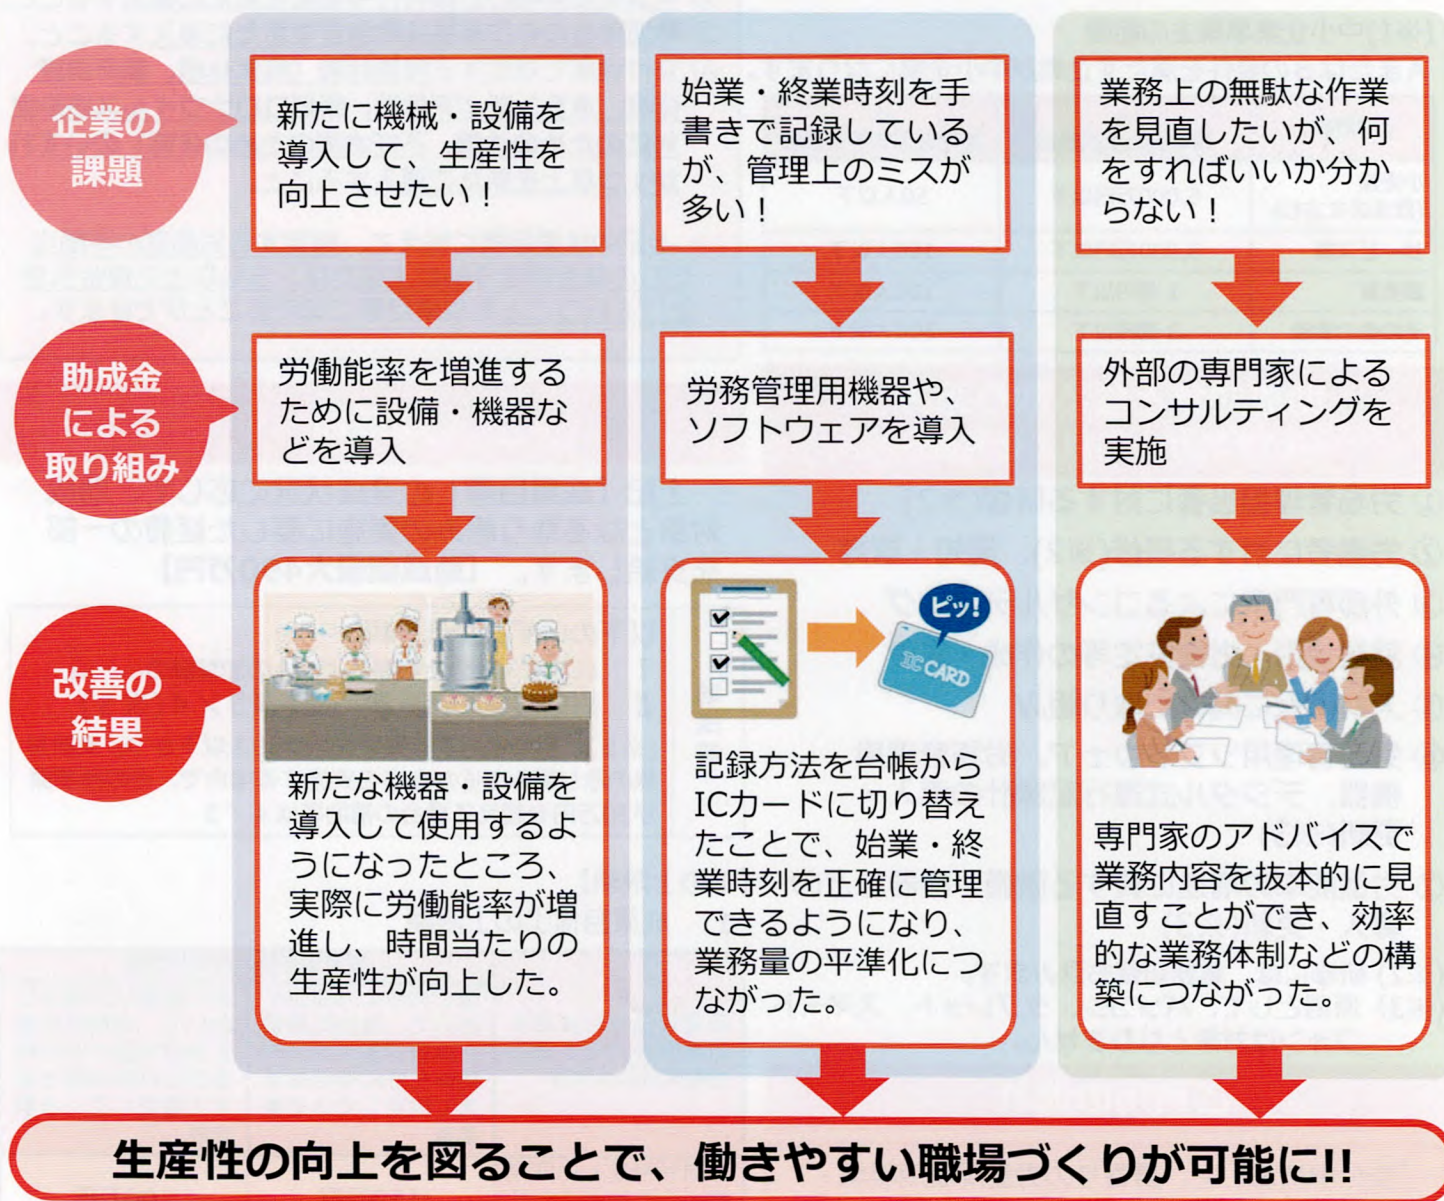 企業の
課題
新たに機械・設備を
導入して、生産性を
向上させたい！
始業・終業時刻を手
書きで記録している
が、管理上のミスが
多い！
業務上の無駄な作業
を見直したいが、何
をすればいいか分か
らない！
助成金
による
取り組み
労働能率を増進する
ために設備・機器な
どを導入
労務管理用機器や、
ソフトウェアを導入
外部の専門家による
コンサルティングを
実施
改善の
結果
新たな機器・設備を
導入して使用するよ
うになったところ、
実際に労働能率が増
進し、時間当たりの
生産性が向上した。
ピッ!
IC CARD
記録方法を台帳から
ICカードに切り替え
たことで、始業・終
業時刻を正確に管理
できるようになり、
業務量の平準化につ
ながった。
専門家のアドバイスで
業務内容を抜本的に見
直すことができ、効率
的な業務体制などの構
築につながった。
生産性の向上を図ることで、働きやすい職場づくりが可能に!!